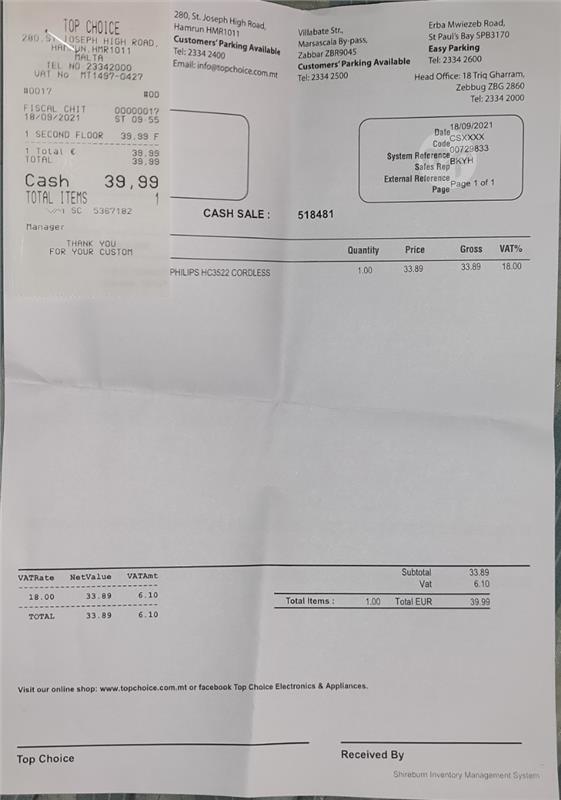 TOP CHOICE
280, ST. JOSEPH HIGH ROAD,
HAMRUN, HMR1011
MALTA
TEL NO 23342000
VAT No MT1497-0427
#0017 #00
FISCAL CHIT 00000017
18/09/2021 ST 09:55
1 SECOND FLOOR 39.99 F
1 Total € 39.99
TOTAL 39.99
Cash 39,99
TOTAL ITEMS 1
SC 5367182
Manager
THANK YOU
FOR YOUR CUSTOM
280, St. Joseph High Road,
Hamrun HMR1011
Customers' Parking Available
Tel: 2334 2400
Email: info@topchoice.com.mt
Villabate Str.,
Marsascala By-pass,
Zabbar ZBR9045
Customers' Parking Available
Tel: 2334 2500
Erba Mwiezeb Road,
St Paul's Bay SPB3170
Easy Parking
Tel: 2334 2600
Head Office: 18 Triq Gharram,
Zebbug ZBG 2860
Tel: 2334 2000
Date 18/09/2021
Code CSXXXX
System Reference 00729833
Sales Rep BKYH
External Reference
Page Page 1 of 1
CASH SALE : 518481
Quantity Price Gross VAT%
PHILIPS HC3522 CORDLESS 1.00 33.89 33.89 18.00
VATRate NetValue VATAmt
18.00 33.89 6.10
TOTAL 33.89 6.10
Subtotal 33.89
Vat 6.10
Total Items : 1.00 Total EUR 39.99
Visit our online shop: www.topchoice.com.mt or facebook Top Choice Electronics & Appliances.
Top Choice
Received By
Shireburn Inventory Management System